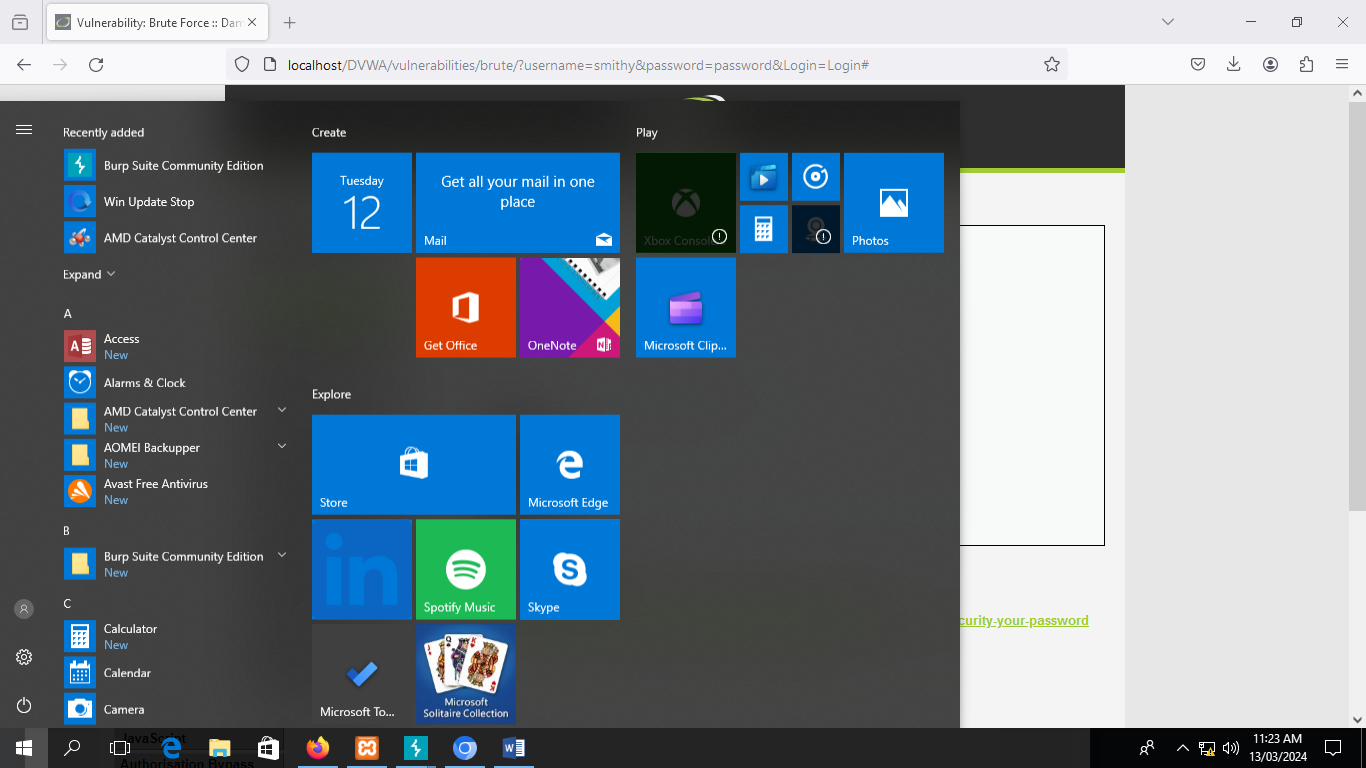 Vulnerability: Brute Force :: Dam
localhost/DVWA/vulnerabilities/brute/?username=smithy&password=password&Login=Login#
Recently added
Burp Suite Community Edition
Win Update Stop
AMD Catalyst Control Center
Expand
A
Access
New
Alarms & Clock
AMD Catalyst Control Center
New
AOMEI Backupper
New
Avast Free Antivirus
New
B
Burp Suite Community Edition
New
C
Calculator
New
Calendar
Camera
Create
Tuesday
12
Get all your mail in one
place
Mail
Get Office
OneNote
Explore
Store
Microsoft Edge
in
Spotify Music
Skype
Microsoft To...
Microsoft
Solitaire Collection
Play
Xbox Console...
Photos
Microsoft Clip...
curity-your-password
JavaScript
Authorisation Bypass
11:23 AM
13/03/2024